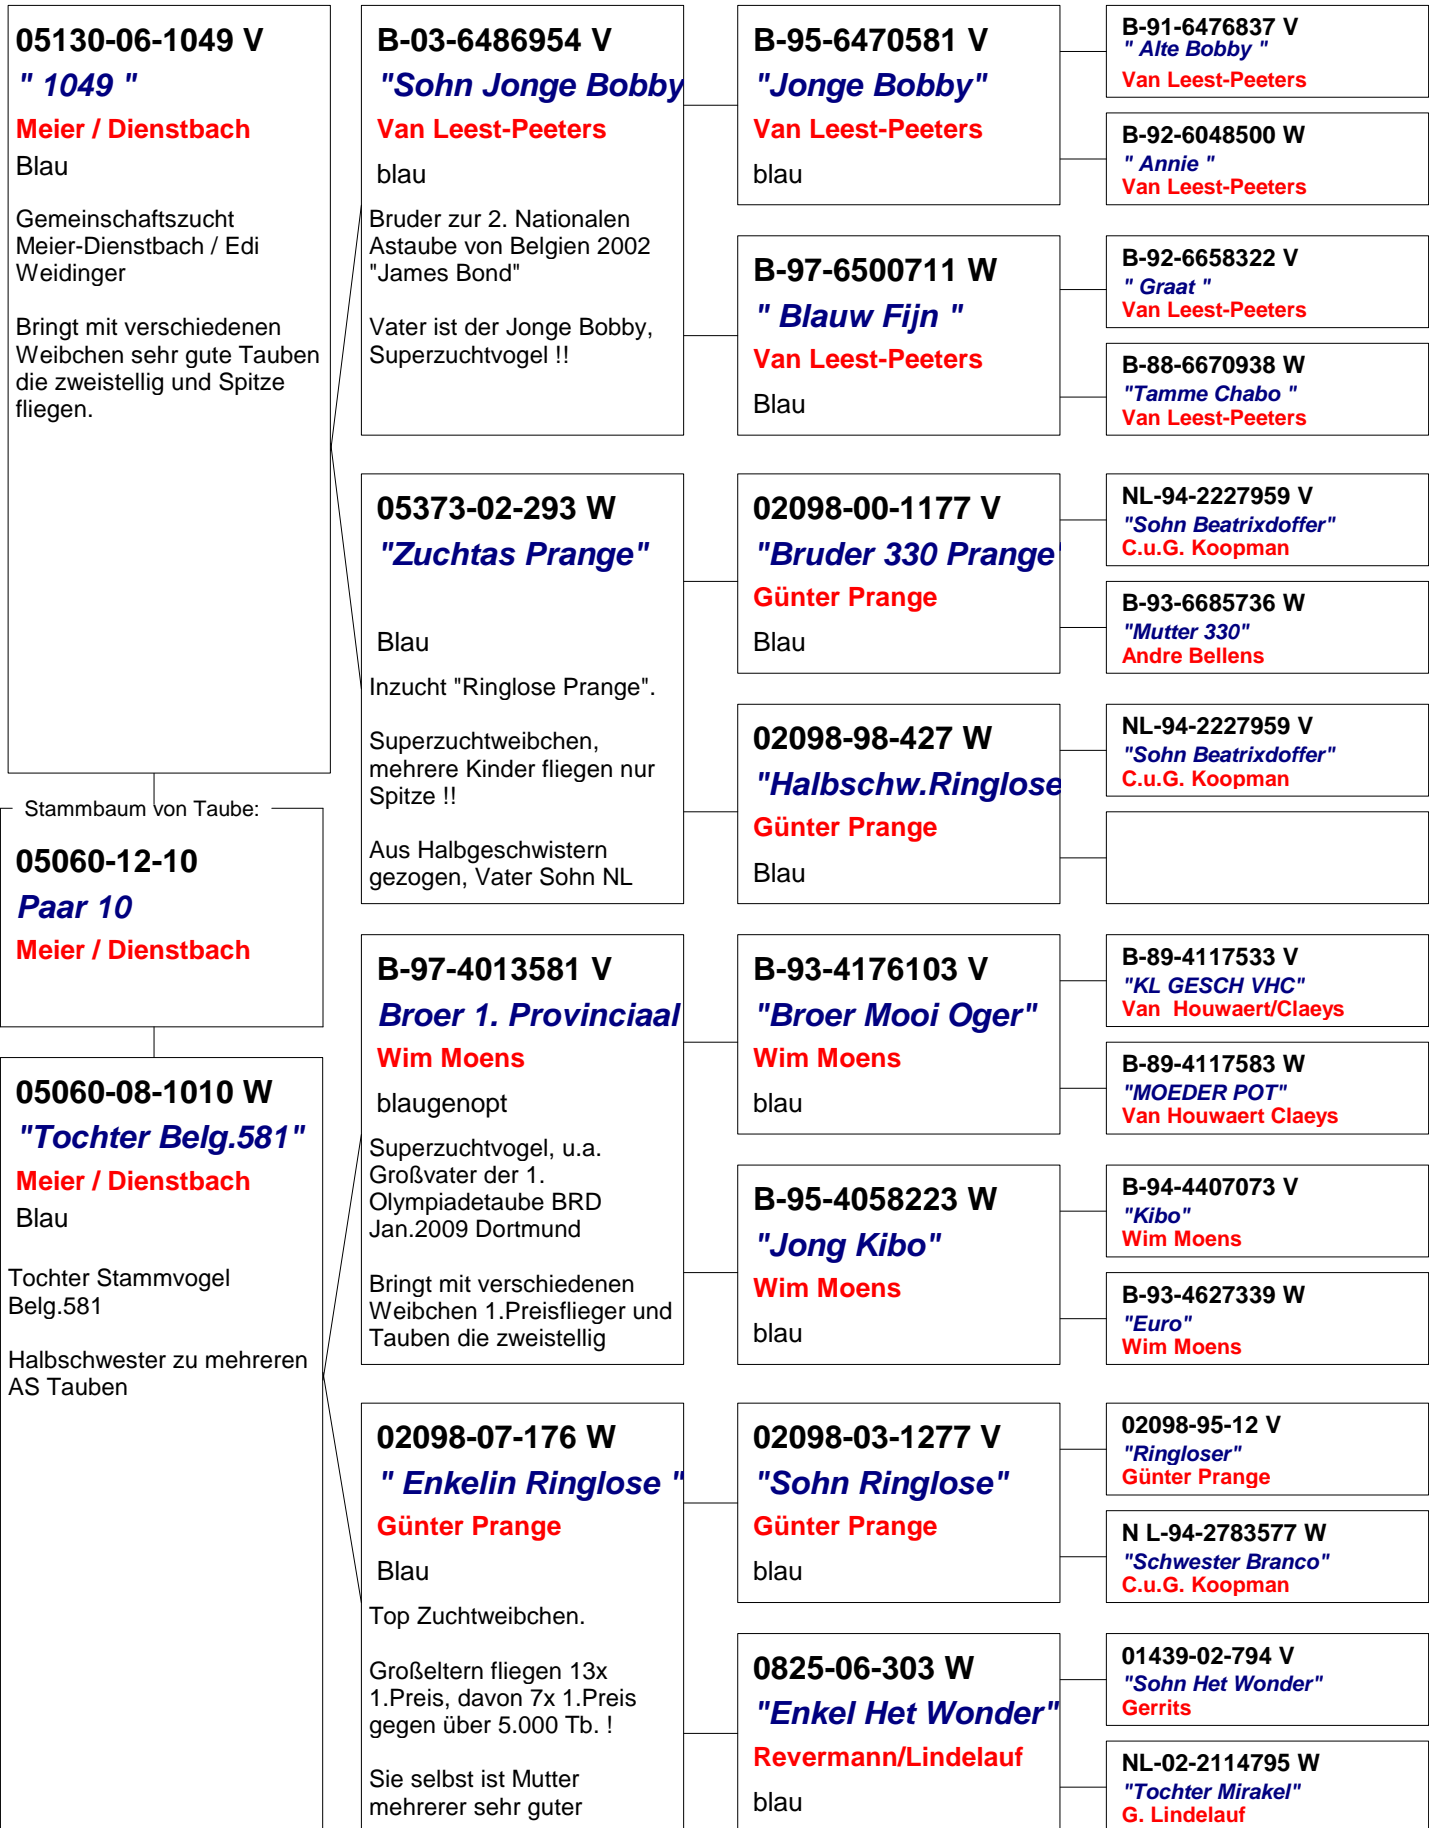 05130-06-1049 V
" 1049 "
Meier / Dienstbach
Blau
Gemeinschaftszucht
Meier-Dienstbach / Edi
Weidinger
Bringt mit verschiedenen
Weibchen sehr gute Tauben
die zweistellig und Spitze
fliegen.
Stammbaum von Taube:
05060-12-10
Paar 10
Meier / Dienstbach
05060-08-1010 W
"Tochter Belg.581"
Meier / Dienstbach
Blau
Tochter Stammvogel
Belg.581
Halbschwester zu mehreren
AS Tauben
B-03-6486954 V
"Sohn Jonge Bobby
Van Leest-Peeters
blau
Bruder zur 2. Nationalen
Astaube von Belgien 2002
"James Bond"
Vater ist der Jonge Bobby,
Superzuchtvogel !!
05373-02-293 W
"Zuchtas Prange"
Blau
Inzucht "Ringlose Prange".
Superzuchtweibchen,
mehrere Kinder fliegen nur
Spitze !!
Aus Halbgeschwistern
gezogen, Vater Sohn NL
B-97-4013581 V
Broer 1. Provinciaal
Wim Moens
blaugenopt
Superzuchtvogel, u.a.
Großvater der 1.
Olympiadetaube BRD
Jan.2009 Dortmund
Bringt mit verschiedenen
Weibchen 1.Preisflieger und
Tauben die zweistellig
02098-07-176 W
" Enkelin Ringlose "
Günter Prange
Blau
Top Zuchtweibchen.
Großeltern fliegen 13x
1.Preis, davon 7x 1.Preis
gegen über 5.000 Tb. !
Sie selbst ist Mutter
mehrerer sehr guter
B-95-6470581 V
"Jonge Bobby"
Van Leest-Peeters
blau
B-97-6500711 W
" Blauw Fijn "
Van Leest-Peeters
Blau
02098-00-1177 V
"Bruder 330 Prange"
Günter Prange
Blau
02098-98-427 W
"Halbschw.Ringlose
Günter Prange
Blau
B-93-4176103 V
"Broer Mooi Oger"
Wim Moens
blau
B-95-4058223 W
"Jong Kibo"
Wim Moens
blau
02098-03-1277 V
"Sohn Ringlose"
Günter Prange
blau
0825-06-303 W
"Enkel Het Wonder"
Revermann/Lindelauf
blau
B-91-6476837 V
" Alte Bobby "
Van Leest-Peeters
B-92-6048500 W
" Annie "
Van Leest-Peeters
B-92-6658322 V
" Graat "
Van Leest-Peeters
B-88-6670938 W
"Tamme Chabo "
Van Leest-Peeters
NL-94-2227959 V
"Sohn Beatrixdoffer"
C.u.G. Koopman
B-93-6685736 W
"Mutter 330"
Andre Bellens
NL-94-2227959 V
"Sohn Beatrixdoffer"
C.u.G. Koopman
B-89-4117533 V
"KL GESCH VHC"
Van  Houwaert/Claeys
B-89-4117583 W
"MOEDER POT"
Van Houwaert Claeys
B-94-4407073 V
"Kibo"
Wim Moens
B-93-4627339 W
"Euro"
Wim Moens
02098-95-12 V
"Ringloser"
Günter Prange
N L-94-2783577 W
"Schwester Branco"
C.u.G. Koopman
01439-02-794 V
"Sohn Het Wonder"
Gerrits
NL-02-2114795 W
"Tochter Mirakel"
G. Lindelauf